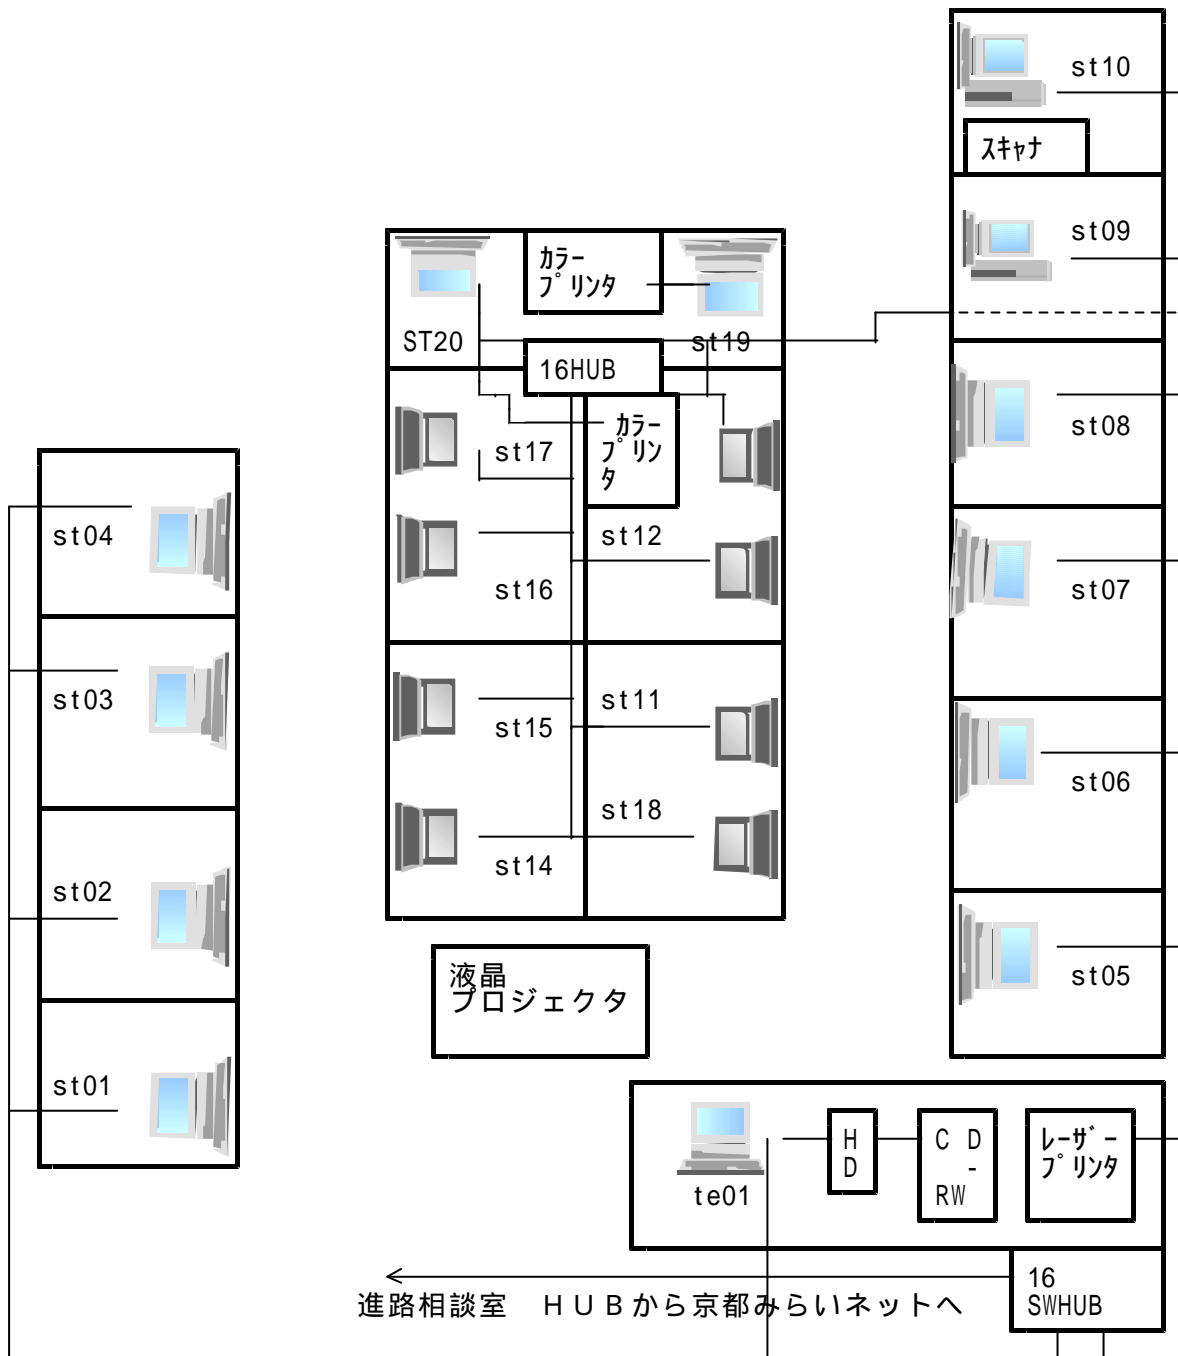 st10
スキャナ
st09
カラー
プリンタ
ST20
st19
16HUB
st08
カラー
プリン
タ
st17
st04
st12
st16
st07
st03
st11
st15
st06
st18
st14
st02
液晶
プロジェクタ
st05
st01
H
D
C D
-
RW
レーザー
プリンタ
te01
16
SWHUB
進路相談室　ＨＵＢから京都みらいネットへ